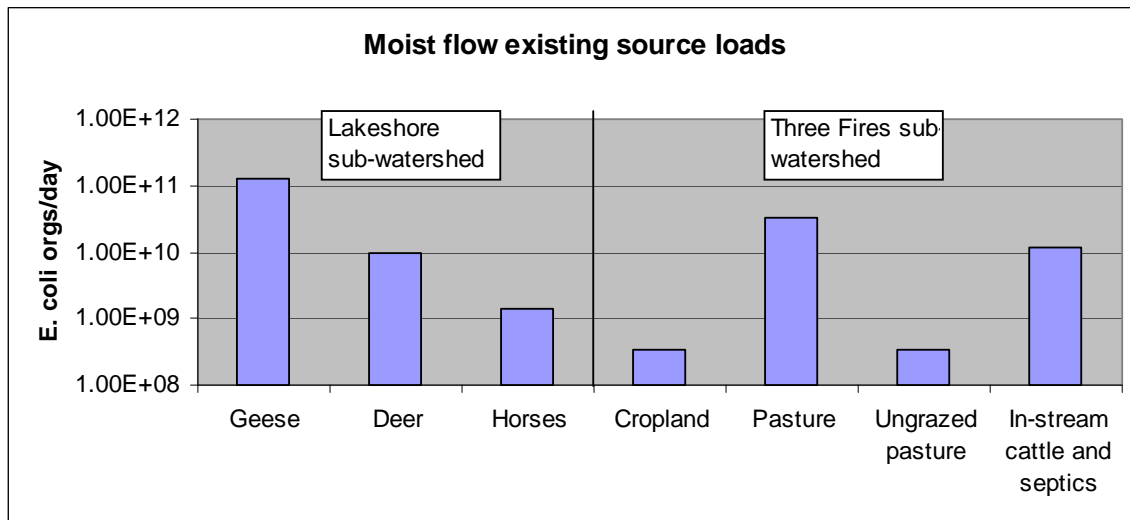 Moist flow existing source loads
E. coli orgs/day
1.00E+12
1.00E+11
1.00E+10
1.00E+09
1.00E+08
Lakeshore
sub-watershed
Three Fires sub-
watershed
Geese
Deer
Horses
Cropland
Pasture
Ungrazed
pasture
In-stream
cattle and
septics